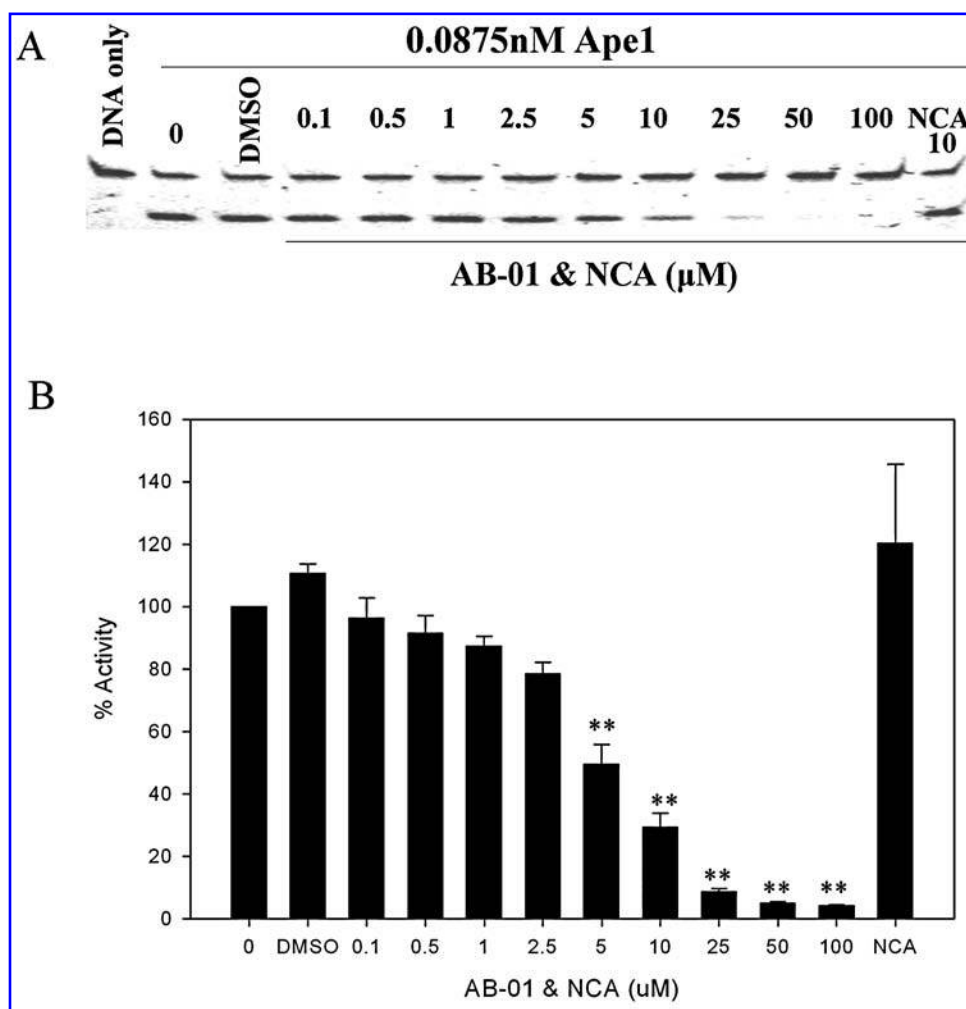 A
0.0875nM Ape1
DNA only
0
DMSO
0.1 0.5 1 2.5 5 10 25 50 100 NCA
10
AB-01 & NCA (µM)
B
160
140
120
100
80
60
40
20
0
% Activity
**
**
**
**
**
0 DMSO 0.1 0.5 1 2.5 5 10 25 50 100 NCA
AB-01 & NCA (uM)